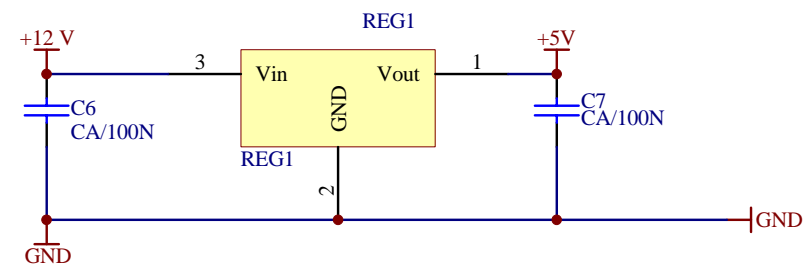 REG1
+12 V
+5V
3
Vin
Vout
1
GND
C6
CA/100N
C7
CA/100N
REG1
2
GND
GND